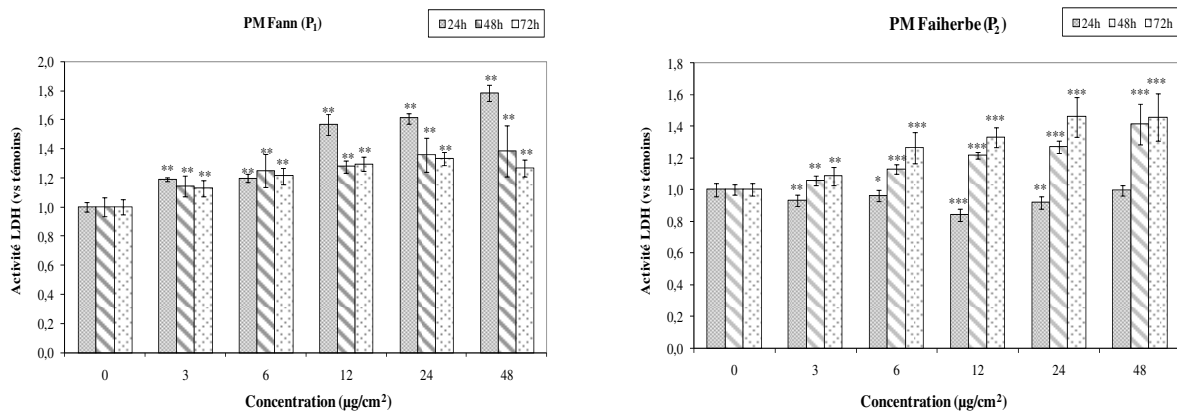 PM Fann (P₁)
24h 48h 72h
Activité LDH (vs témoins)
2,0
1,8
1,6
1,4
1,2
1,0
0,8
0,6
0,4
0,2
0,0
** ** **
** ** **
** ** **
** ** **
** ** **
0 3 6 12 24 48
Concentration (µg/cm²)
PM Faiherbe (P₂)
24h 48h 72h
Activité LDH (vs témoins)
1,8
1,6
1,4
1,2
1,0
0,8
0,6
0,4
0,2
0,0
** ** **
* *** ***
*** *** ***
** *** ***
*** ***
0 3 6 12 24 48
Concentration (µg/cm²)